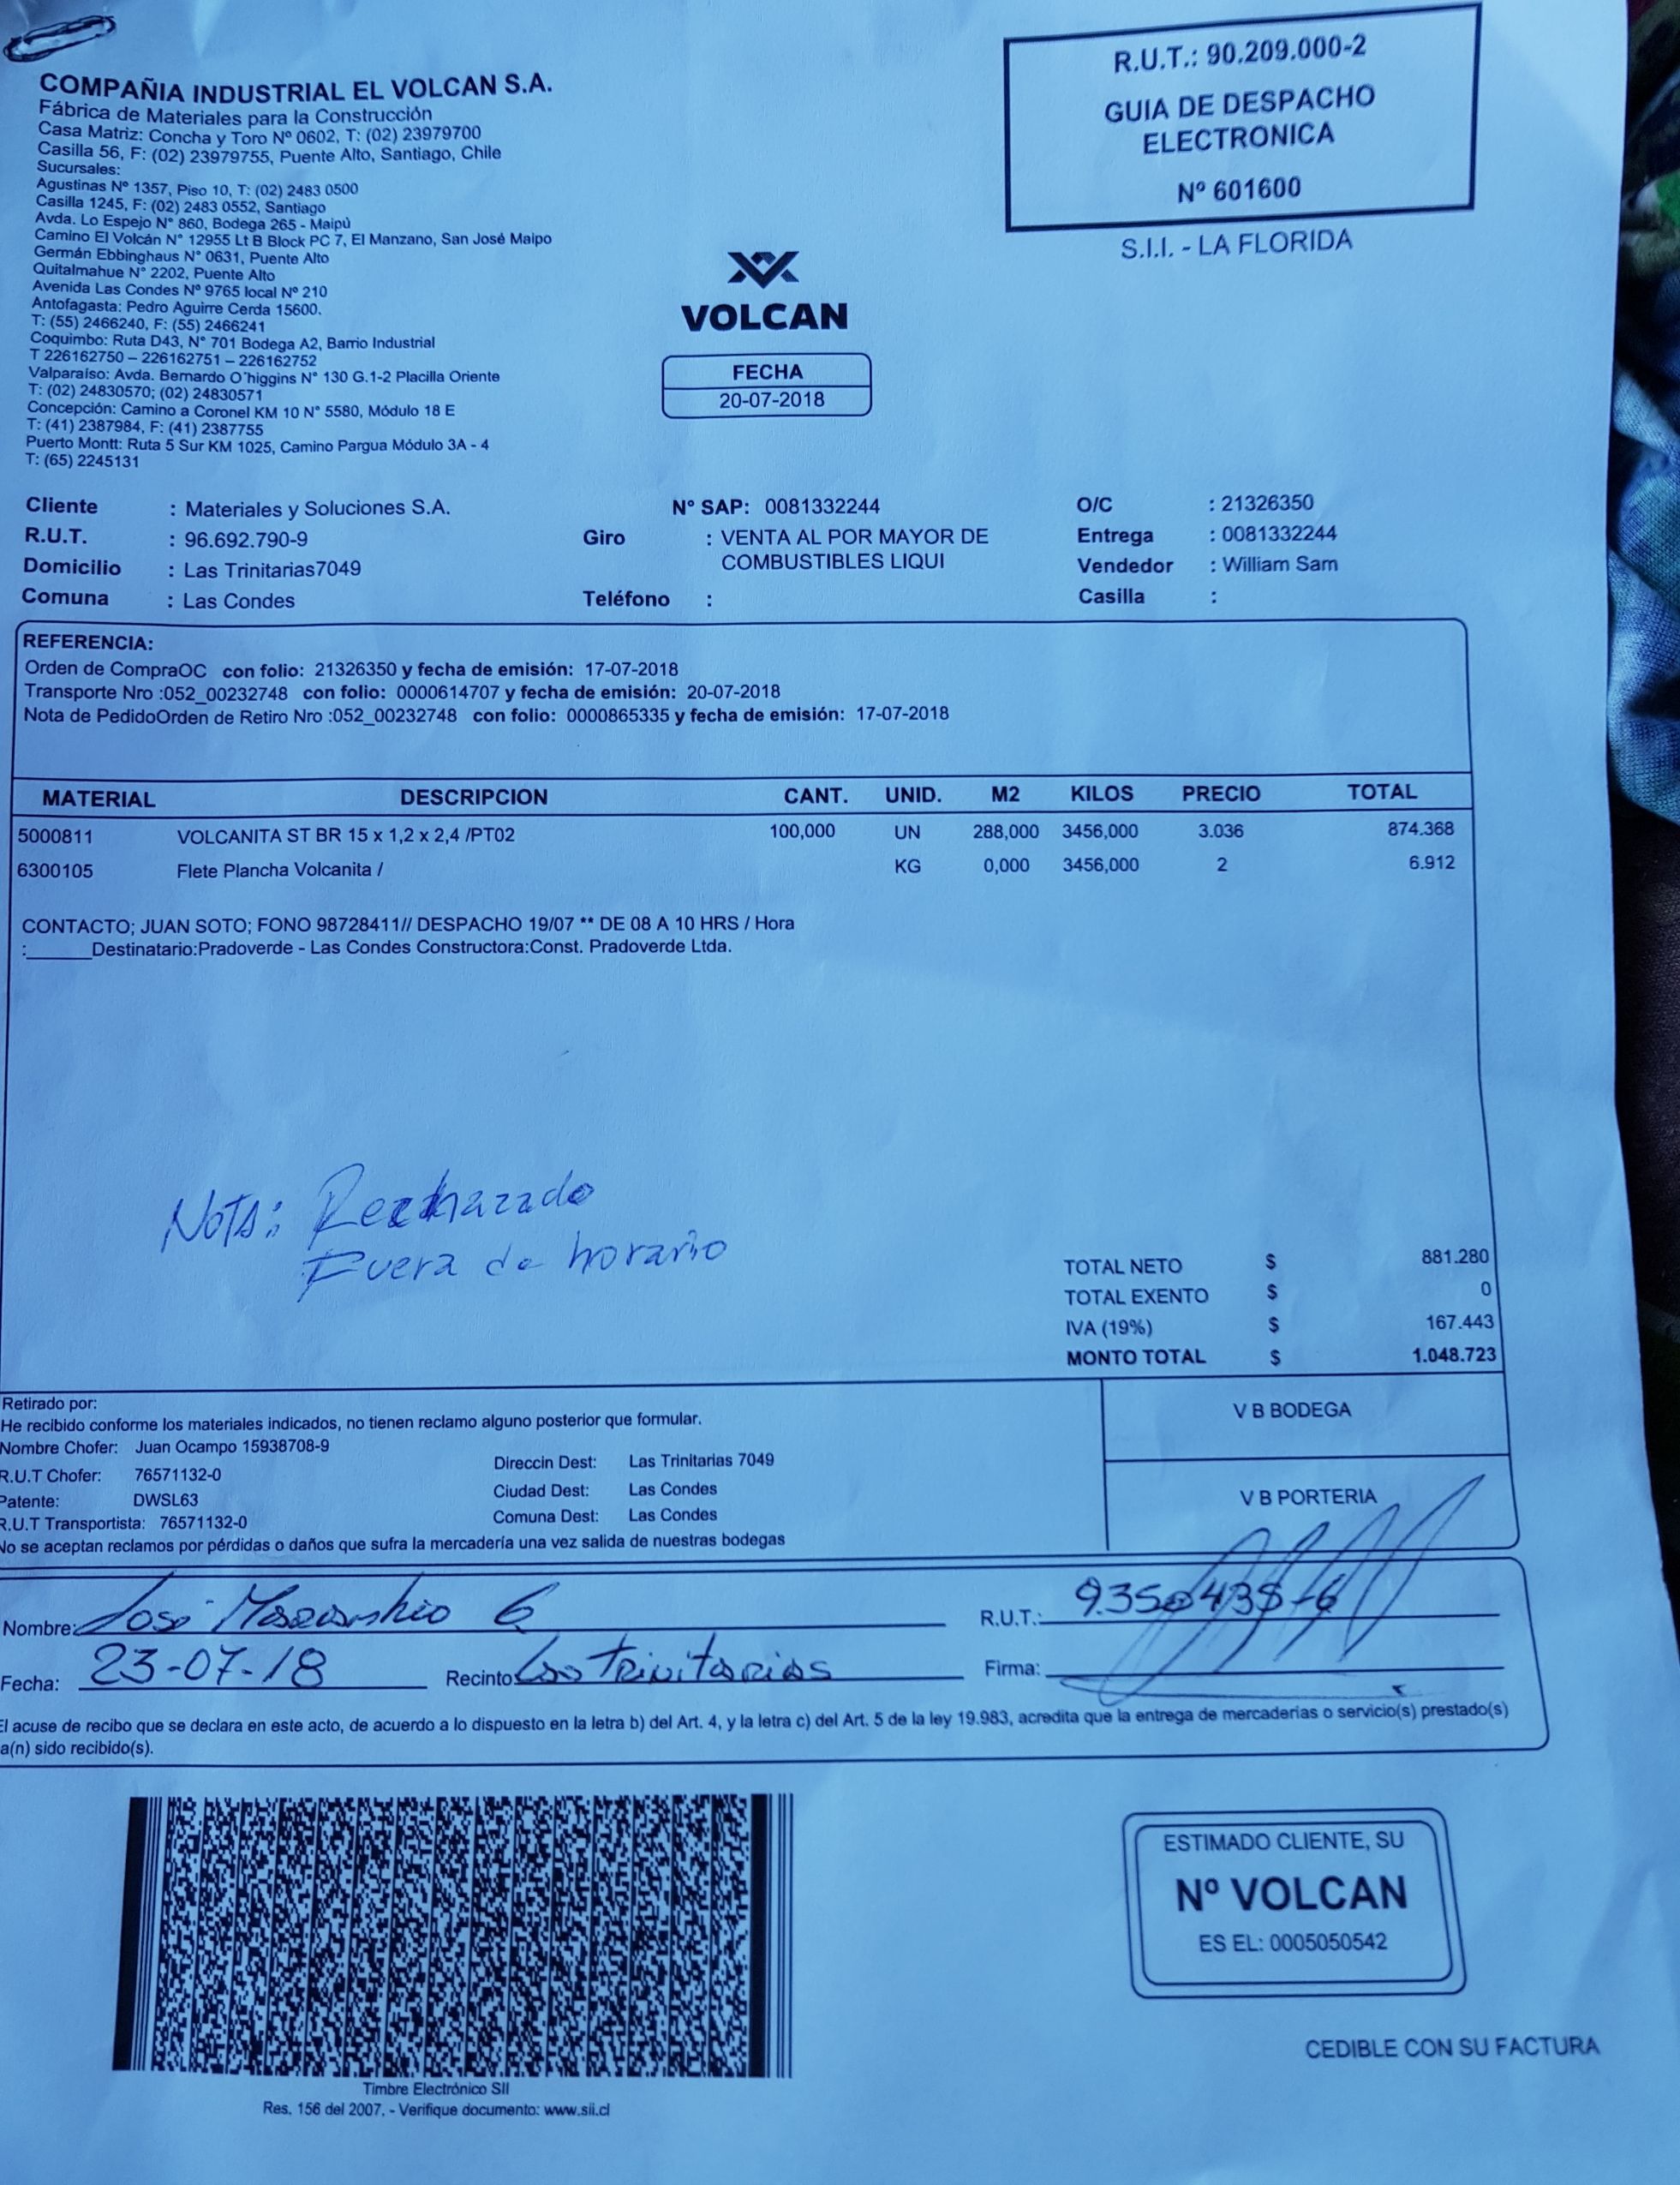 COMPAÑIA INDUSTRIAL EL VOLCAN S.A.
Fábrica de Materiales para la Construcción
Casa Matriz: Concha y Toro Nº 0602, T: (02) 23979700
Casilla 56, F: (02) 23979755, Puente Alto, Santiago, Chile
Sucursales:
Agustinas Nº 1357, Piso 10, T: (02) 2483 0500
Casilla 1245, F: (02) 2483 0552, Santiago
Avda. Lo Espejo N° 860, Bodega 265 - Maipú
Camino El Volcán N° 12955 Lt B Block PC 7, El Manzano, San José Maipo
Germán Ebbinghaus N° 0631, Puente Alto
Quitalmahue N° 2202, Puente Alto
Avenida Las Condes Nº 9765 local Nº 210
Antofagasta: Pedro Aguirre Cerda 15600.
T: (55) 2466240, F: (55) 2466241
Coquimbo: Ruta D43, N° 701 Bodega A2, Barrio Industrial
T 226162750 – 226162751 – 226162752
Valparaíso: Avda. Bernardo O´higgins N° 130 G.1-2 Placilla Oriente
T: (02) 24830570; (02) 24830571
Concepción: Camino a Coronel KM 10 N° 5580, Módulo 18 E
T: (41) 2387984, F: (41) 2387755
Puerto Montt: Ruta 5 Sur KM 1025, Camino Pargua Módulo 3A - 4
T: (65) 2245131
R.U.T.: 90.209.000-2
GUIA DE DESPACHO
ELECTRONICA
Nº 601600
S.I.I. - LA FLORIDA
VOLCAN
FECHA
20-07-2018
Cliente : Materiales y Soluciones S.A. N° SAP: 0081332244 O/C : 21326350
R.U.T. : 96.692.790-9 Giro : VENTA AL POR MAYOR DE Entrega : 0081332244
COMBUSTIBLES LIQUI
Domicilio : Las Trinitarias7049 Vendedor : William Sam
Comuna : Las Condes Teléfono : Casilla :
REFERENCIA:
Orden de CompraOC con folio: 21326350 y fecha de emisión: 17-07-2018
Transporte Nro :052_00232748 con folio: 0000614707 y fecha de emisión: 20-07-2018
Nota de PedidoOrden de Retiro Nro :052_00232748 con folio: 0000865335 y fecha de emisión: 17-07-2018
MATERIAL DESCRIPCION CANT. UNID. M2 KILOS PRECIO TOTAL
5000811 VOLCANITA ST BR 15 x 1,2 x 2,4 /PT02 100,000 UN 288,000 3456,000 3.036 874.368
6300105 Flete Plancha Volcanita / KG 0,000 3456,000 2 6.912
CONTACTO; JUAN SOTO; FONO 98728411// DESPACHO 19/07 ** DE 08 A 10 HRS / Hora
:______Destinatario:Pradoverde - Las Condes Constructora:Const. Pradoverde Ltda.
Nota: Rechazado
Fuera de horario
TOTAL NETO $ 881.280
TOTAL EXENTO $ 0
IVA (19%) $ 167.443
MONTO TOTAL $ 1.048.723
Retirado por:
He recibido conforme los materiales indicados, no tienen reclamo alguno posterior que formular.
Nombre Chofer: Juan Ocampo 15938708-9
R.U.T Chofer: 76571132-0
Patente: DWSL63
R.U.T Transportista: 76571132-0
Direccin Dest: Las Trinitarias 7049
Ciudad Dest: Las Condes
Comuna Dest: Las Condes
No se aceptan reclamos por pérdidas o daños que sufra la mercadería una vez salida de nuestras bodegas
V B BODEGA
V B PORTERIA
Nombre: Jose R.U.T.:
Fecha: 23-07-18 Recinto: Las Trinitarias Firma:
El acuse de recibo que se declara en este acto, de acuerdo a lo dispuesto en la letra b) del Art. 4, y la letra c) del Art. 5 de la ley 19.983, acredita que la entrega de mercaderias o servicio(s) prestado(s)
a(n) sido recibido(s).
Timbre Electrónico SII
Res. 156 del 2007. - Verifique documento: www.sii.cl
ESTIMADO CLIENTE, SU
Nº VOLCAN
ES EL: 0005050542
CEDIBLE CON SU FACTURA